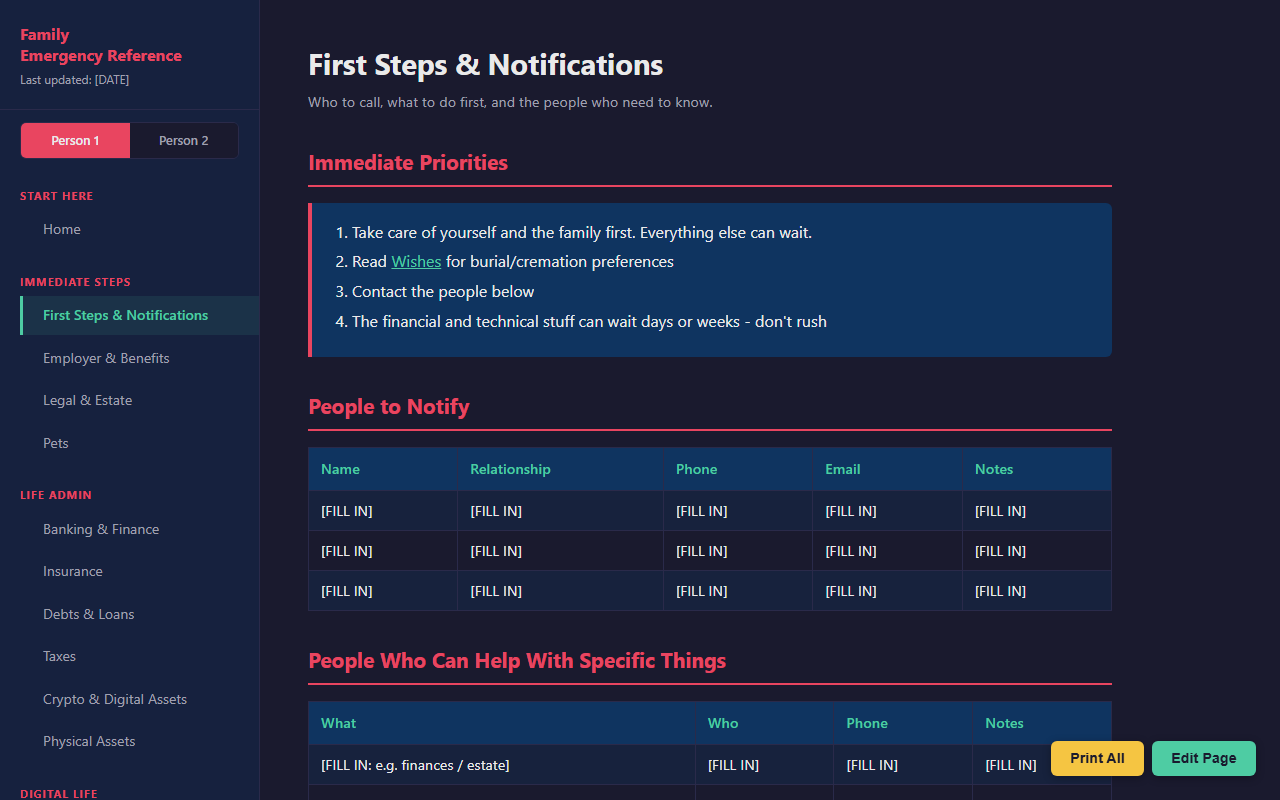 Family
Emergency Reference
Last updated: [DATE]
Person 1
Person 2
START HERE
Home
IMMEDIATE STEPS
First Steps & Notifications
Employer & Benefits
Legal & Estate
Pets
LIFE ADMIN
Banking & Finance
Insurance
Debts & Loans
Taxes
Crypto & Digital Assets
Physical Assets
DIGITAL LIFE
First Steps & Notifications
Who to call, what to do first, and the people who need to know.
Immediate Priorities
1. Take care of yourself and the family first. Everything else can wait.
2. Read Wishes for burial/cremation preferences
3. Contact the people below
4. The financial and technical stuff can wait days or weeks - don't rush
People to Notify
Name Relationship Phone Email Notes
[FILL IN] [FILL IN] [FILL IN] [FILL IN] [FILL IN]
[FILL IN] [FILL IN] [FILL IN] [FILL IN] [FILL IN]
[FILL IN] [FILL IN] [FILL IN] [FILL IN] [FILL IN]
People Who Can Help With Specific Things
What Who Phone Notes
[FILL IN: e.g. finances / estate] [FILL IN] [FILL IN] [FILL IN]
Print All
Edit Page